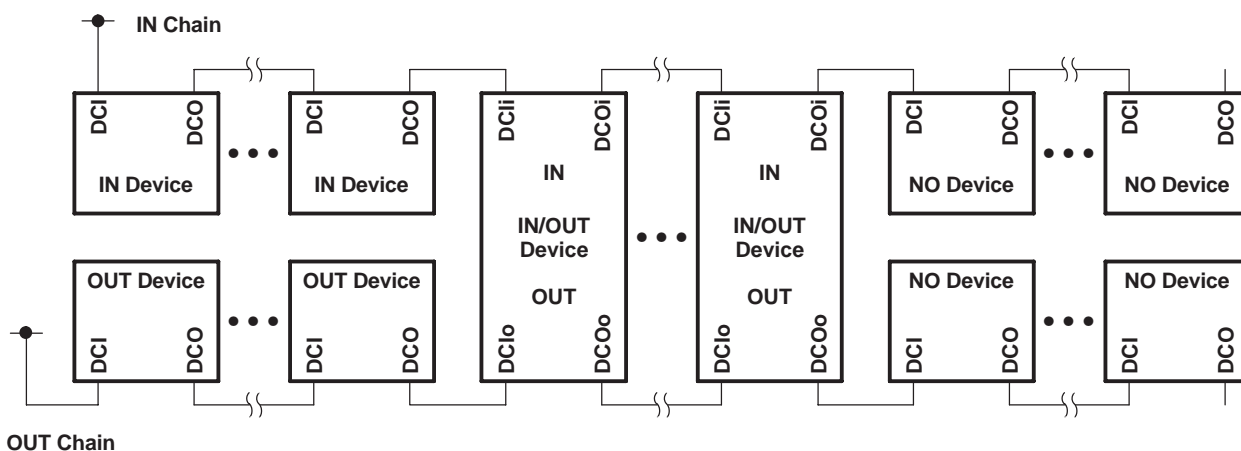 IN Chain
DCI
DCO
DCI
DCO
DCIi
DCOi
DCIi
DCOi
DCI
DCO
DCI
DCO
IN Device
IN Device
IN
IN
NO Device
NO Device
IN/OUT
Device
IN/OUT
Device
OUT Device
OUT Device
OUT
OUT
NO Device
NO Device
DCI
DCO
DCI
DCO
DCIo
DCOo
DCIo
DCOo
DCI
DCO
DCI
DCO
OUT Chain